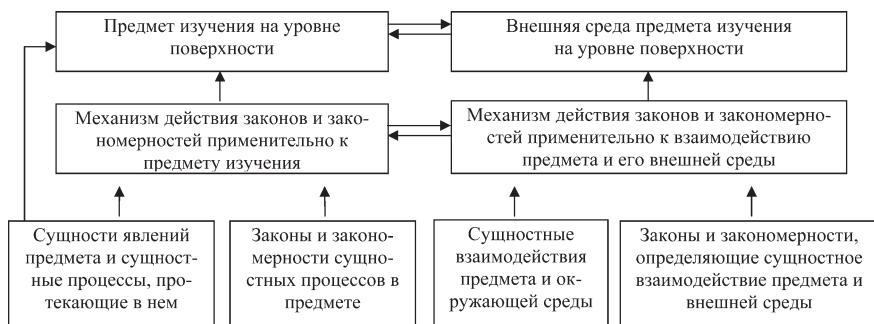 Предмет изучения на уровне
поверхности
Внешняя среда предмета изучения
на уровне поверхности
Механизм действия законов и зако-
номерностей применительно к
предмету изучения
Механизм действия законов и закономерно-
стей применительно к взаимодействию
предмета и его внешней среды
Сущности явлений
предмета и сущност-
ные процессы, про-
текающие в нем
Законы и законо-
мерности сущно-
стных процессов в
предмете
Сущностные
взаимодействия
предмета и ок-
ружающей среды
Законы и закономерности,
определяющие сущностное
взаимодействие предмета и
внешней среды